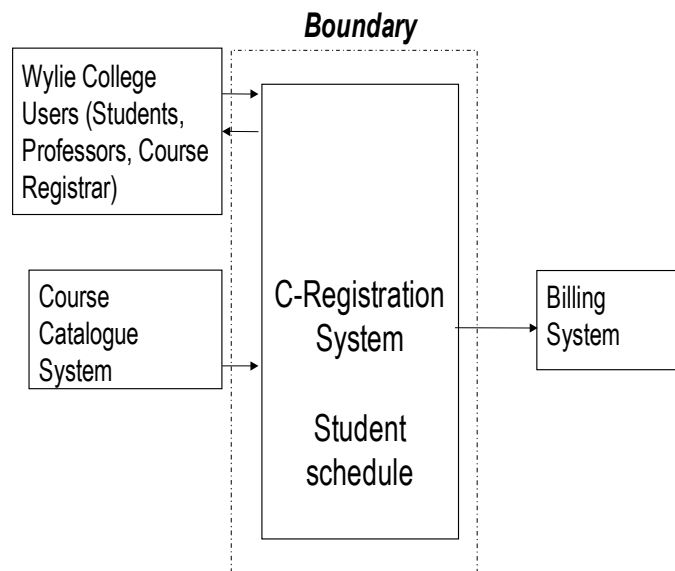 Boundary
Wylie College
Users (Students,
Professors, Course
Registrar)
Course
Catalogue
System
C-Registration
System
Student
schedule
Billing
System